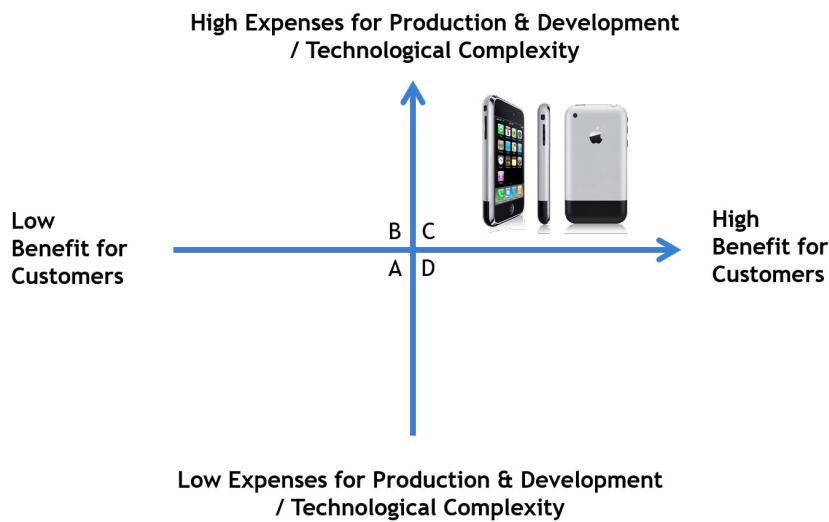 High Expenses for Production & Development
/ Technological Complexity
Low
Benefit for
Customers
B C
A D
High
Benefit for
Customers
Low Expenses for Production & Development
/ Technological Complexity